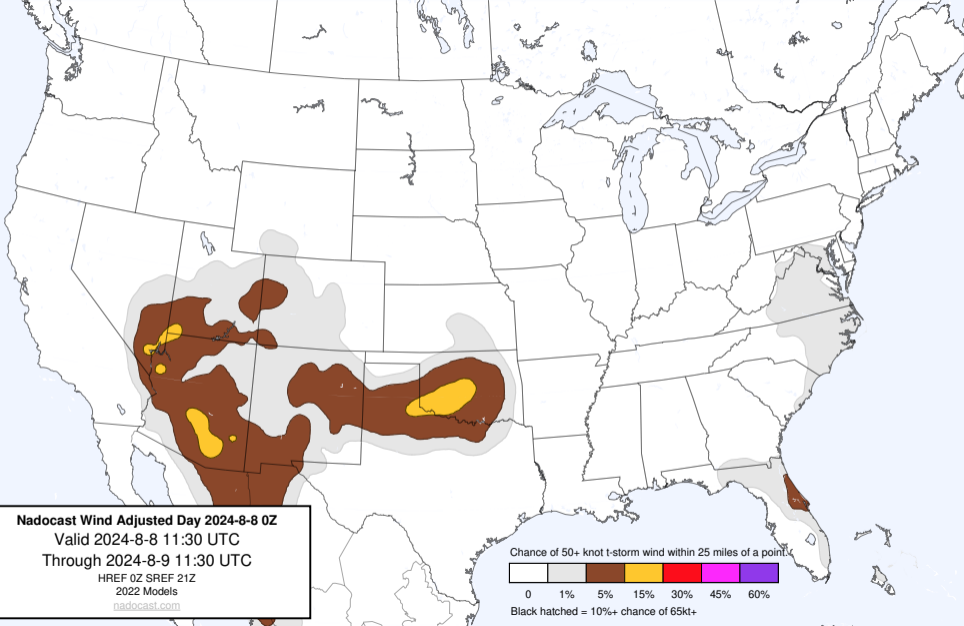 Nadocast Wind Adjusted Day 2024-8-8 0Z
Valid 2024-8-8 11:30 UTC
Through 2024-8-9 11:30 UTC
HREF 0Z SREF 21Z
2022 Models
nadocast.com
Chance of 50+ knot t-storm wind within 25 miles of a point.
0 1% 5% 15% 30% 45% 60%
Black hatched = 10%+ chance of 65kt+